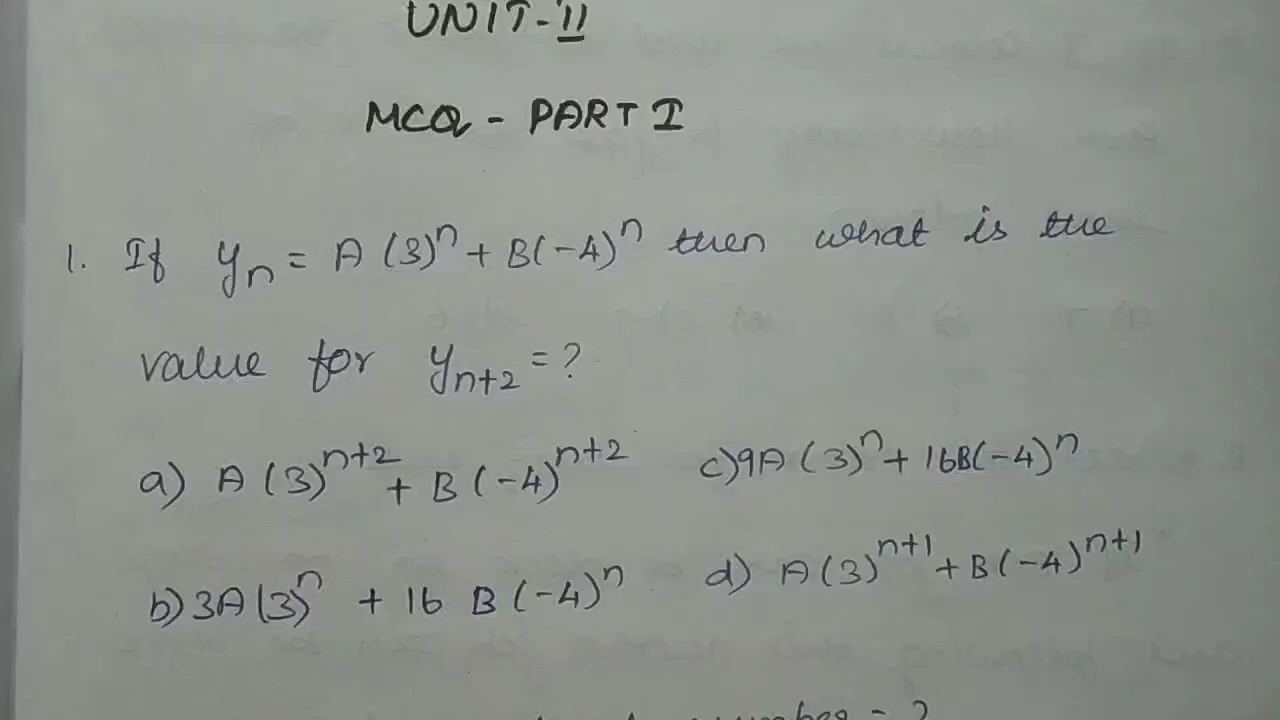 UNIT-II
MCQ - PART I
1. If yₙ = A(3)ⁿ + B(-4)ⁿ then what is the
value for yₙ₊₂ = ?
a) A(3)ⁿ⁺² + B(-4)ⁿ⁺² c) 9A(3)ⁿ + 16B(-4)ⁿ
b) 3A(3)ⁿ + 16 B(-4)ⁿ d) A(3)ⁿ⁺¹ + B(-4)ⁿ⁺¹